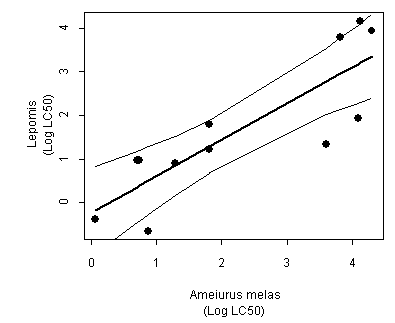 Lepomis
(Log LC50)
4
3
2
1
0
0 1 2 3 4
Ameiurus melas
(Log LC50)